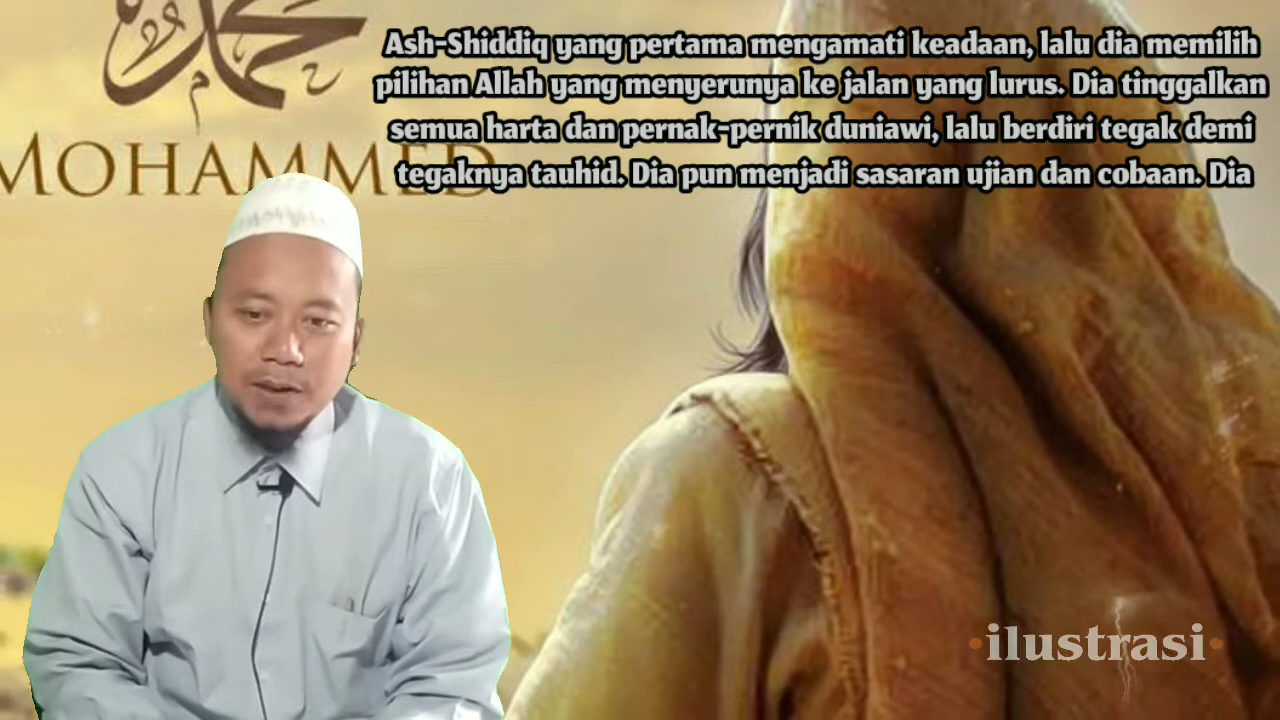 محمد
MOHAMMED
Ash-Shiddiq yang pertama mengamati keadaan, lalu dia memilih
pilihan Allah yang menyerunya ke jalan yang lurus. Dia tinggalkan
semua harta dan pernak-pernik duniawi, lalu berdiri tegak demi
tegaknya tauhid. Dia pun menjadi sasaran ujian dan cobaan. Dia
•ilustrasi•